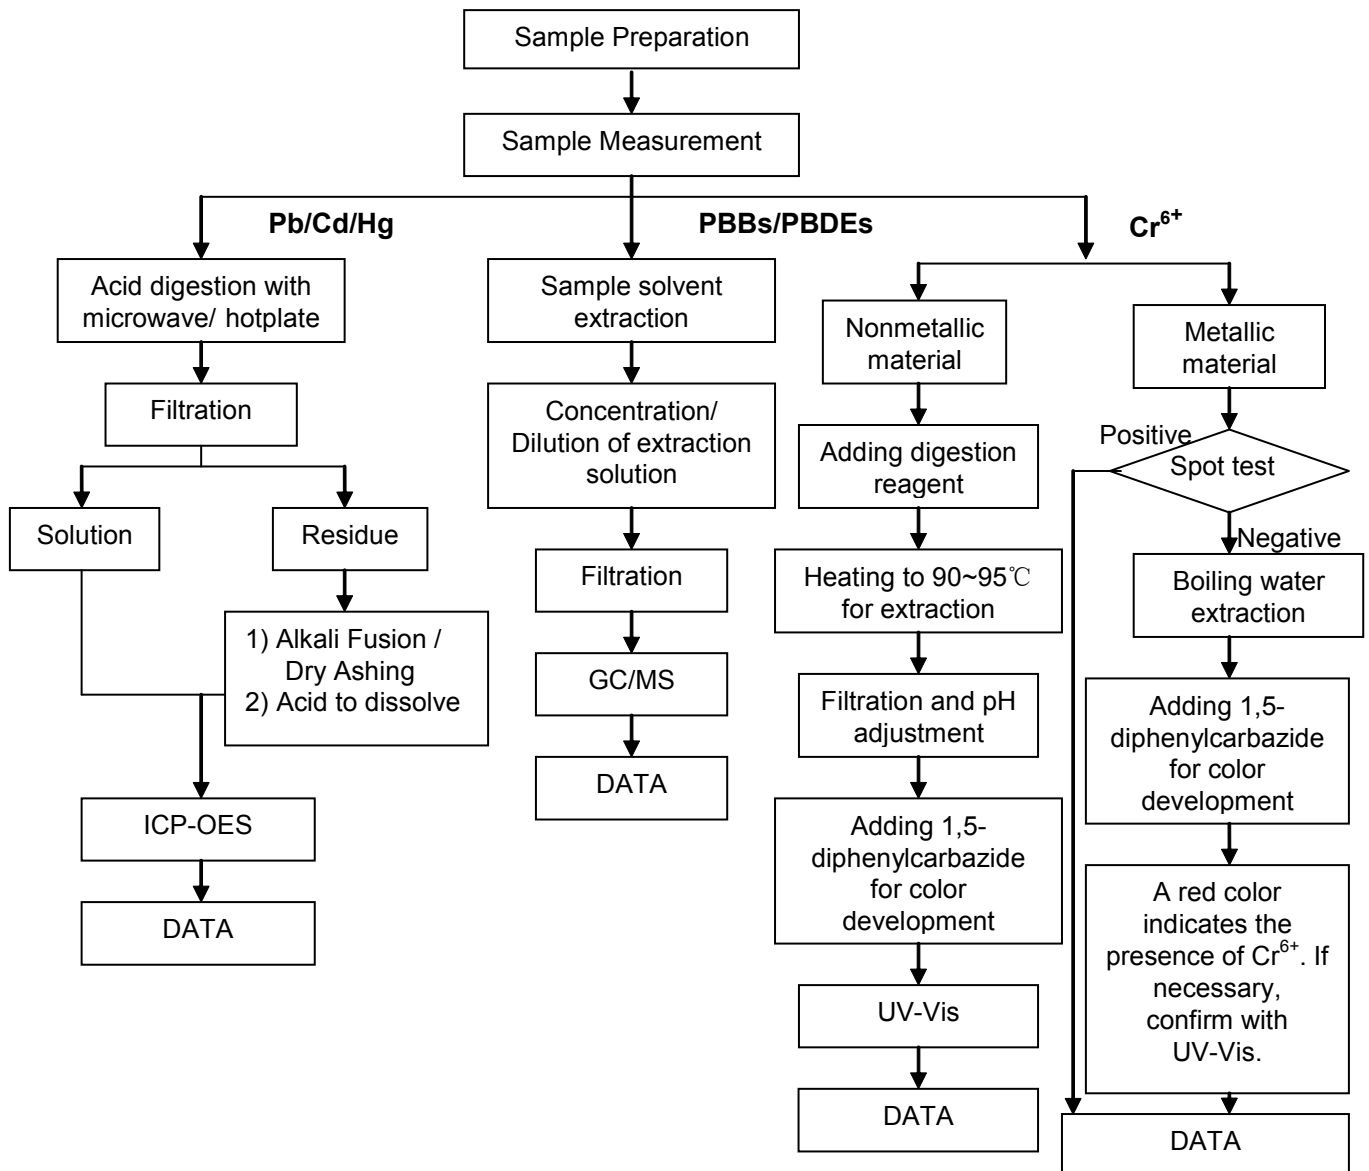 Sample Preparation
Sample Measurement
Pb/Cd/Hg
PBBs/PBDEs
Cr⁶⁺
Acid digestion with
microwave/ hotplate
Filtration
Solution
Residue
1) Alkali Fusion /
Dry Ashing
2) Acid to dissolve
ICP-OES
DATA
Sample solvent
extraction
Concentration/
Dilution of extraction
solution
Filtration
GC/MS
DATA
Nonmetallic
material
Adding digestion
reagent
Heating to 90~95℃
for extraction
Filtration and pH
adjustment
Adding 1,5-
diphenylcarbazide
for color
development
UV-Vis
DATA
Metallic
material
Positive
Spot test
Negative
Boiling water
extraction
Adding 1,5-
diphenylcarbazide
for color
development
A red color
indicates the
presence of Cr⁶⁺. If
necessary,
confirm with
UV-Vis.
DATA